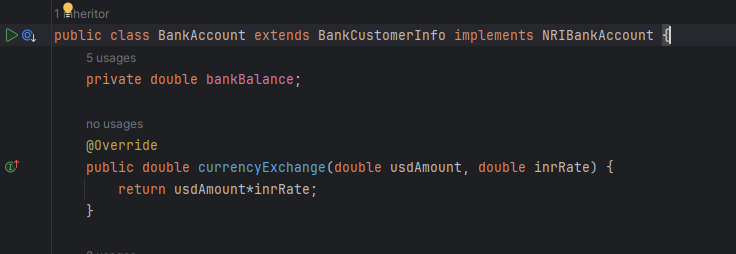 1 inheritor
public class BankAccount extends BankCustomerInfo implements NRIBankAccount {
5 usages
private double bankBalance;
no usages
@Override
public double currencyExchange(double usdAmount, double inrRate) {
return usdAmount*inrRate;
}